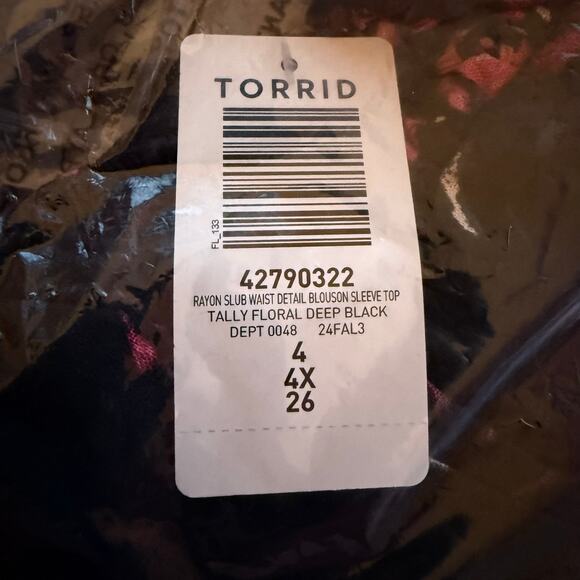 TORRID
FL_133
42790322
RAYON SLUB WAIST DETAIL BLOUSON SLEEVE TOP
TALLY FLORAL DEEP BLACK
DEPT 0048 24FAL3
4
4X
26